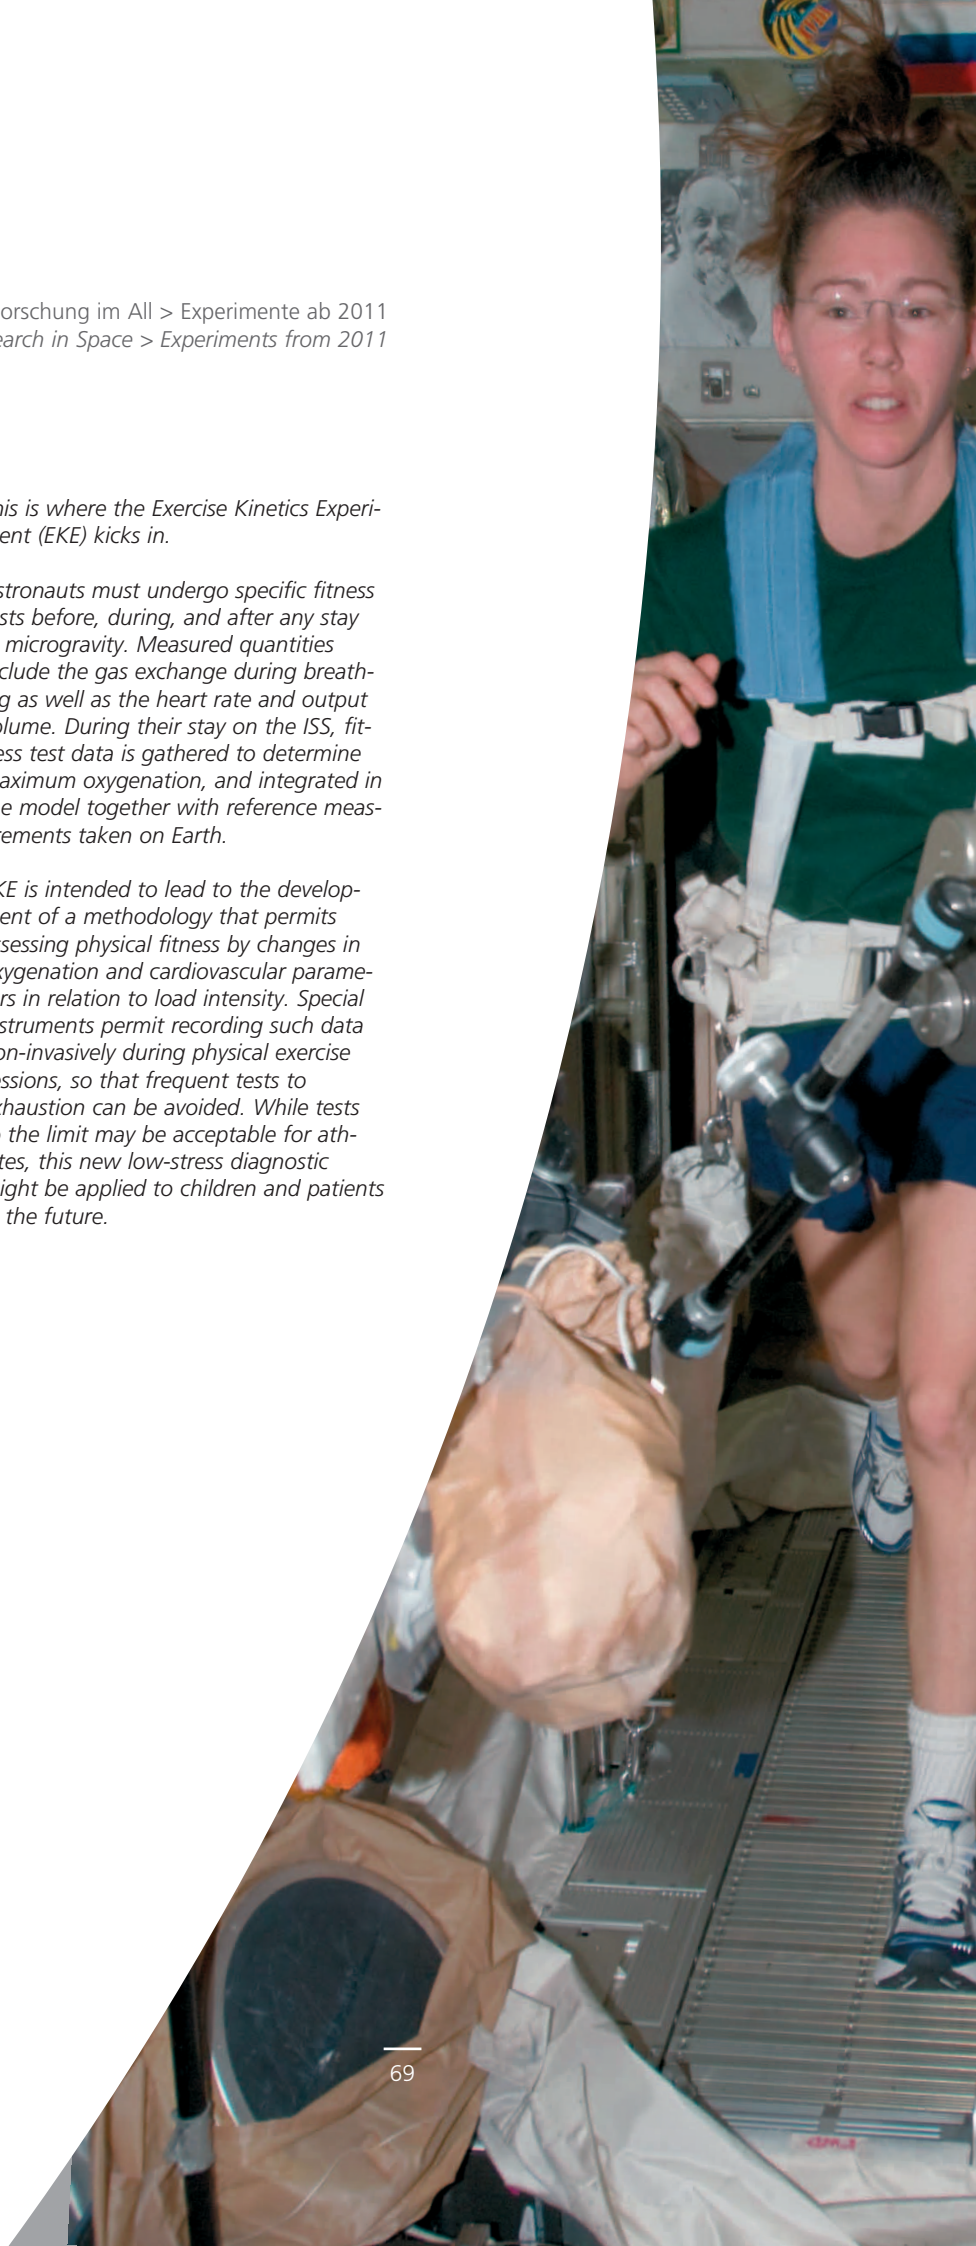 orschung im All > Experimente ab 2011
earch in Space > Experiments from 2011
his is where the Exercise Kinetics Experi-
ent (EKE) kicks in.
stronauts must undergo specific fitness
sts before, during, and after any stay
microgravity. Measured quantities
clude the gas exchange during breath-
g as well as the heart rate and output
olume. During their stay on the ISS, fit-
ess test data is gathered to determine
aximum oxygenation, and integrated in
e model together with reference meas-
rements taken on Earth.
KE is intended to lead to the develop-
ent of a methodology that permits
ssessing physical fitness by changes in
xygenation and cardiovascular parame-
rs in relation to load intensity. Special
struments permit recording such data
on-invasively during physical exercise
essions, so that frequent tests to
xhaustion can be avoided. While tests
o the limit may be acceptable for ath-
tes, this new low-stress diagnostic
ight be applied to children and patients
the future.
69